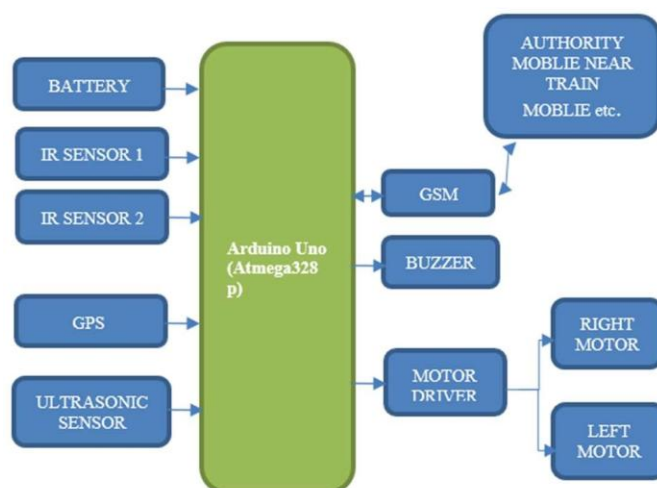 BATTERY
IR SENSOR 1
IR SENSOR 2
GPS
ULTRASONIC
SENSOR
Arduino Uno
(Atmega328
p)
AUTHORITY
MOBLIE NEAR
TRAIN
MOBLIE etc.
GSM
BUZZER
MOTOR
DRIVER
RIGHT
MOTOR
LEFT
MOTOR